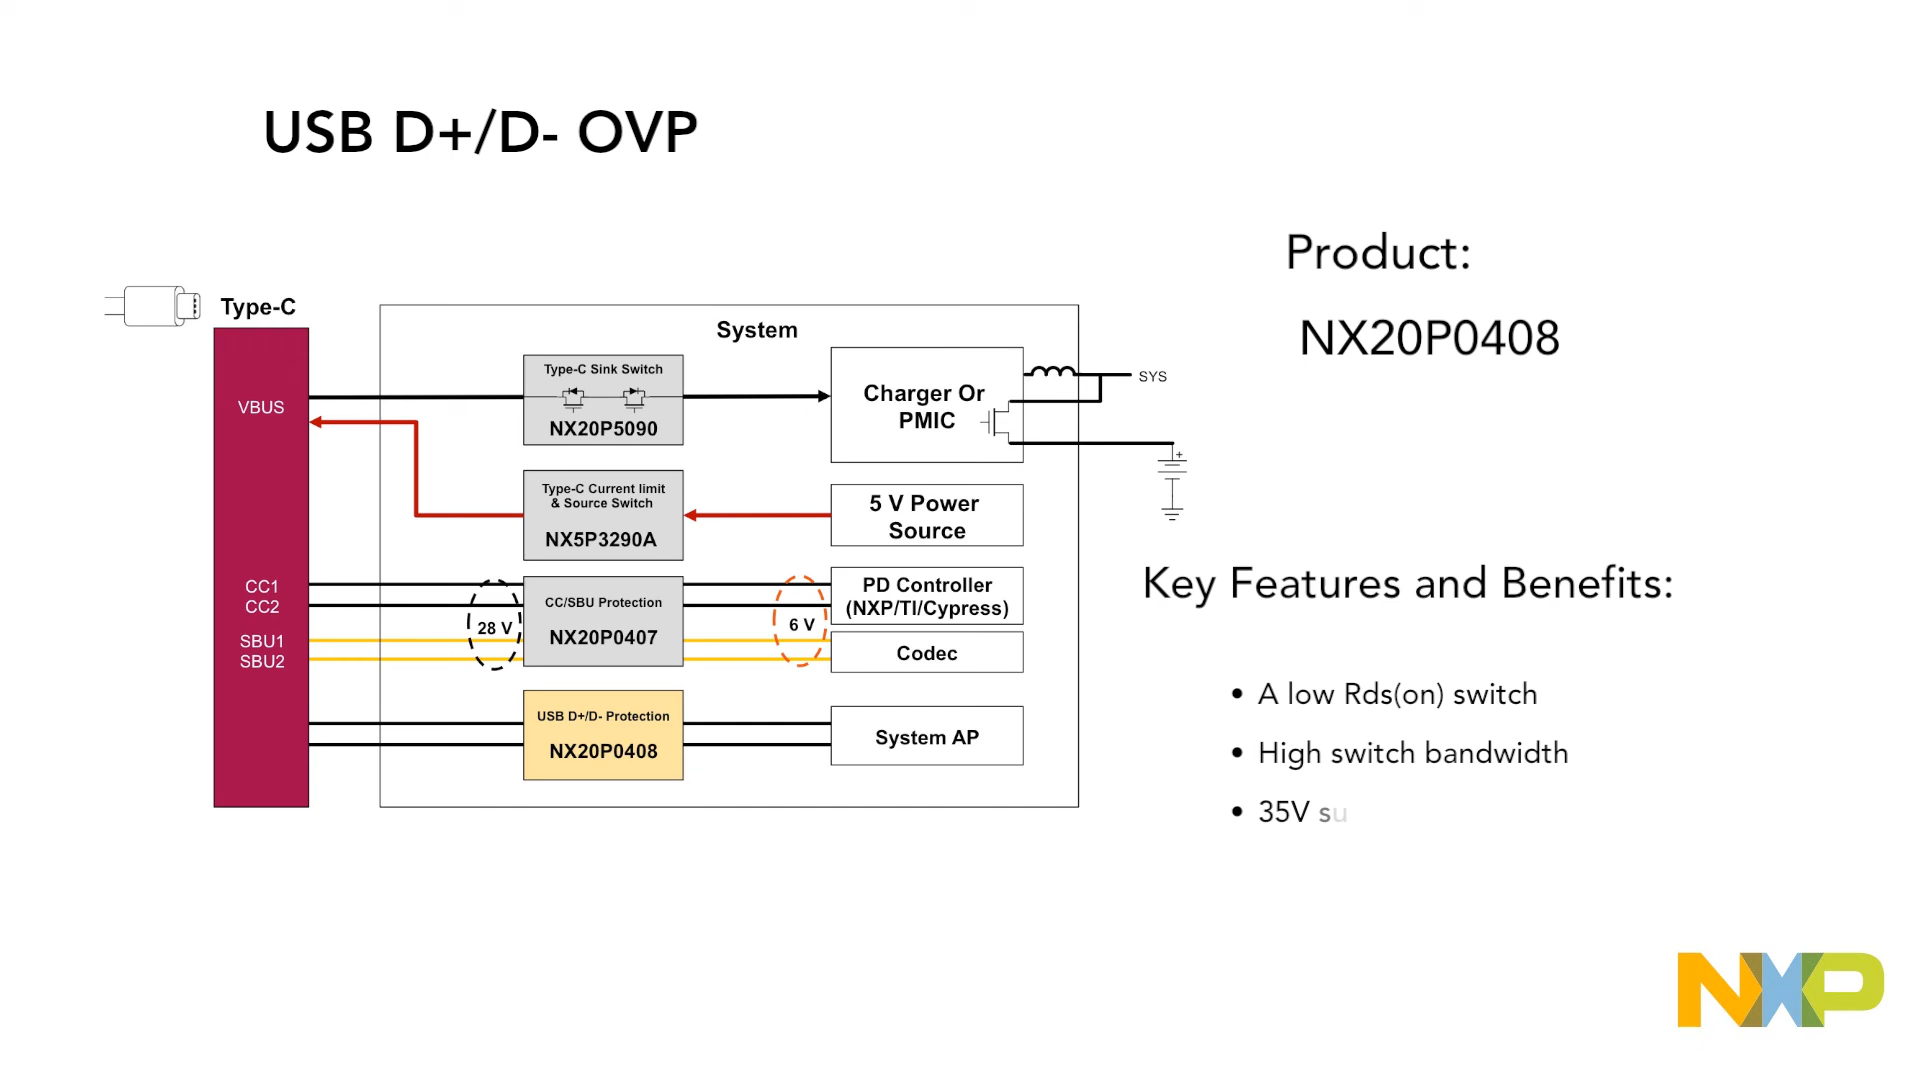 USB D+/D- OVP
Product:
NX20P0408
Type-C
System
VBUS
Type-C Sink Switch
NX20P5090
Charger Or
PMIC
SYS
+
Type-C Current limit
& Source Switch
NX5P3290A
5 V Power
Source
CC1
CC2
SBU1
SBU2
28 V
CC/SBU Protection
NX20P0407
6 V
PD Controller
(NXP/TI/Cypress)
Codec
USB D+/D- Protection
NX20P0408
System AP
Key Features and Benefits:
• A low Rds(on) switch
• High switch bandwidth
• 35V su
NXP